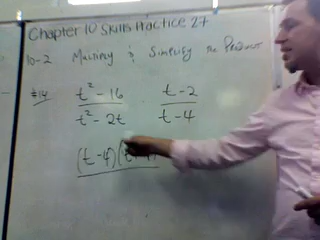 Chapter 10 Skills Practice 27
10-2 Multiply & Simplify the Product
#14 t² - 16 t - 2
t² - 2t t - 4
(t - 4)(t